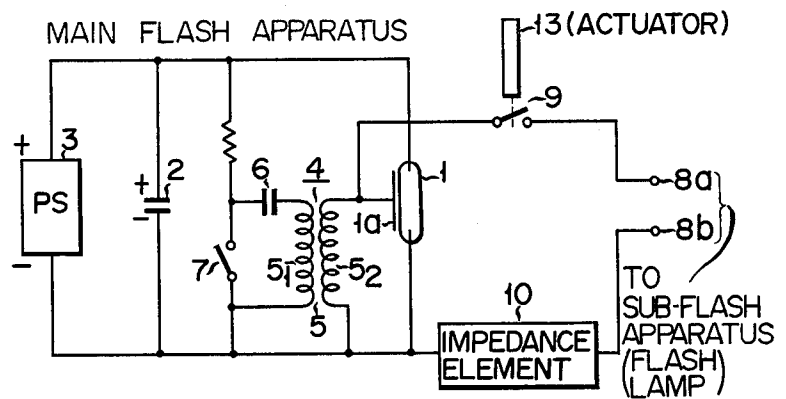 MAIN FLASH APPARATUS
13(ACTUATOR)
9
+
3
PS
−
+
2
−
6
4
1
1a
7
5₁
5₂
5
8a
8b
10
IMPEDANCE
ELEMENT
TO
SUB-FLASH
APPARATUS
(FLASH
LAMP)